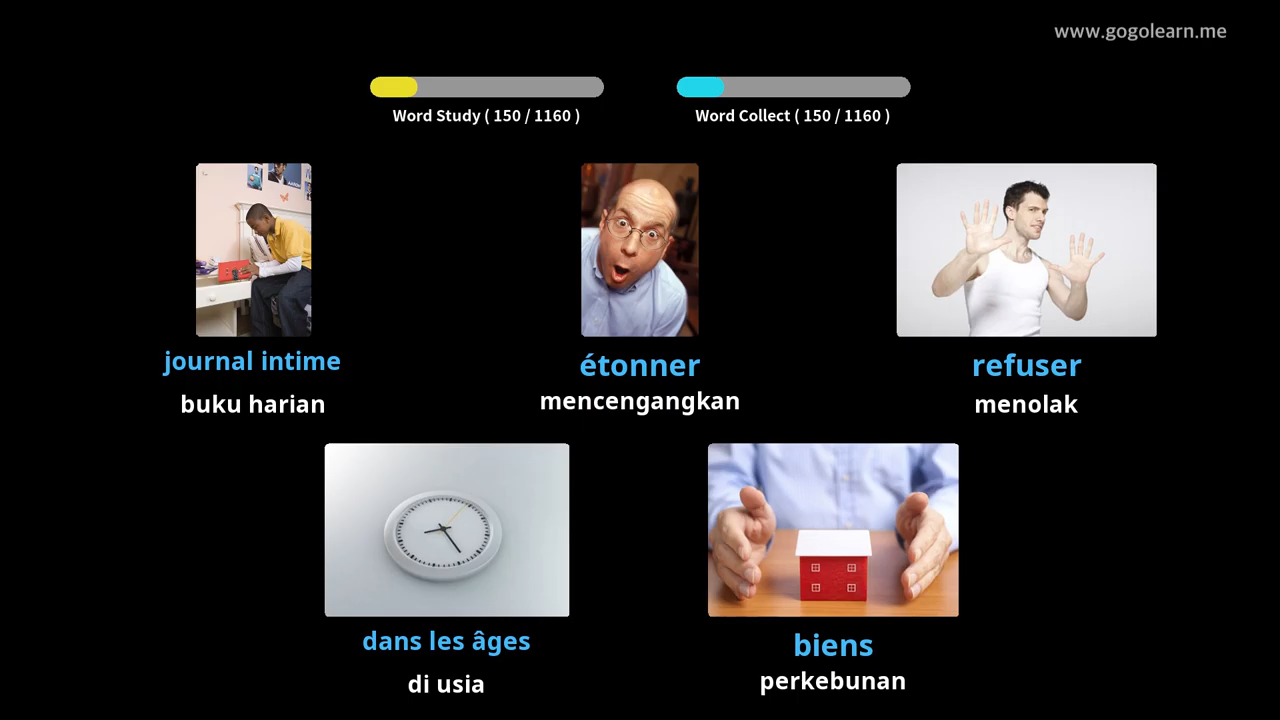 www.gogolearn.me
Word Study ( 150 / 1160 )
Word Collect ( 150 / 1160 )
journal intime
buku harian
étonner
mencengangkan
refuser
menolak
dans les âges
di usia
biens
perkebunan